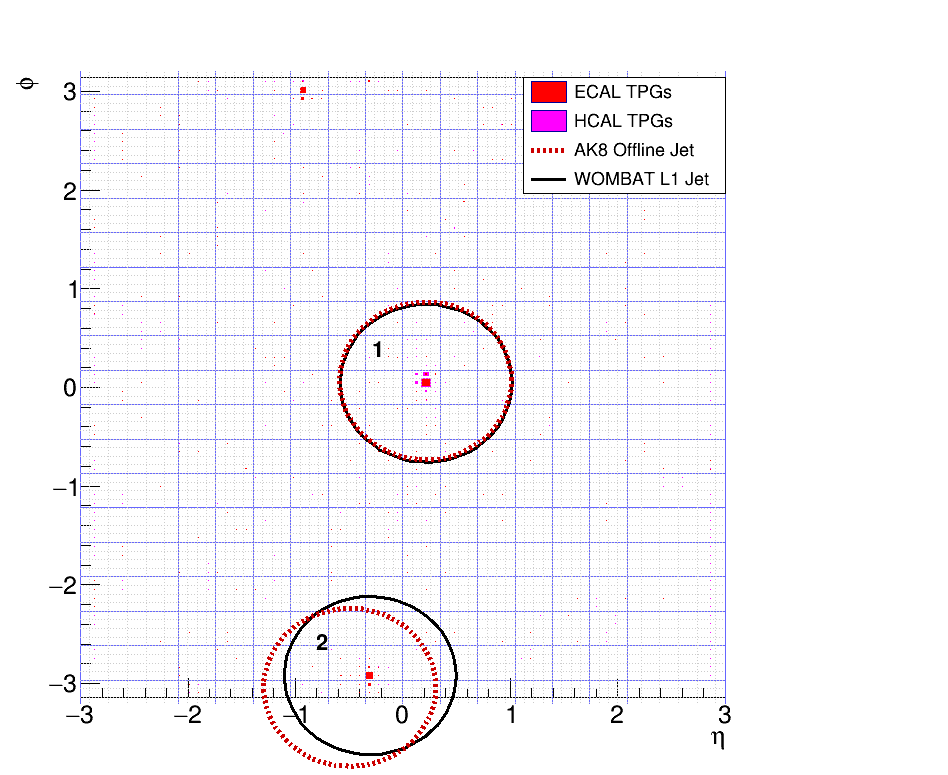 ϕ
3
2
1
0
−1
−2
−3
ECAL TPGs
HCAL TPGs
AK8 Offline Jet
WOMBAT L1 Jet
1
2
−3 −2 −1 0 1 2 3
η